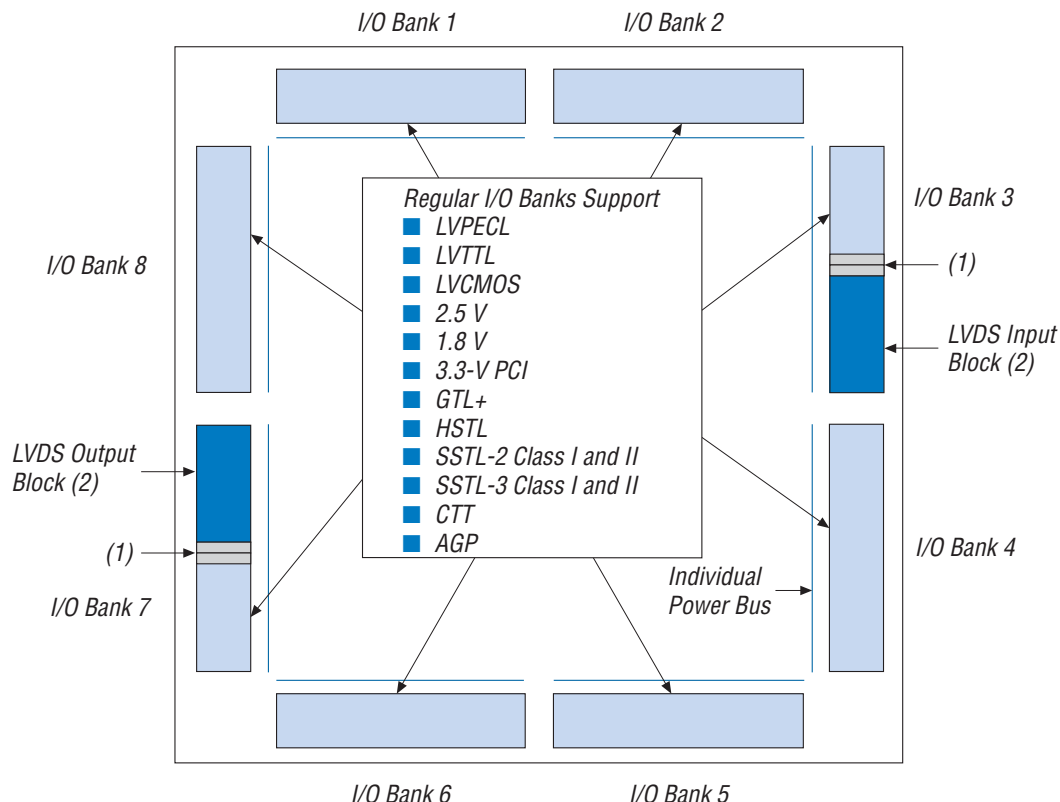 I/O Bank 1
I/O Bank 2
Regular I/O Banks Support
LVPECL
LVTTL
LVCMOS
2.5 V
1.8 V
3.3-V PCI
GTL+
HSTL
SSTL-2 Class I and II
SSTL-3 Class I and II
CTT
AGP
I/O Bank 3
(1)
LVDS Input
Block (2)
I/O Bank 8
LVDS Output
Block (2)
(1)
I/O Bank 7
I/O Bank 4
Individual
Power Bus
I/O Bank 6
I/O Bank 5